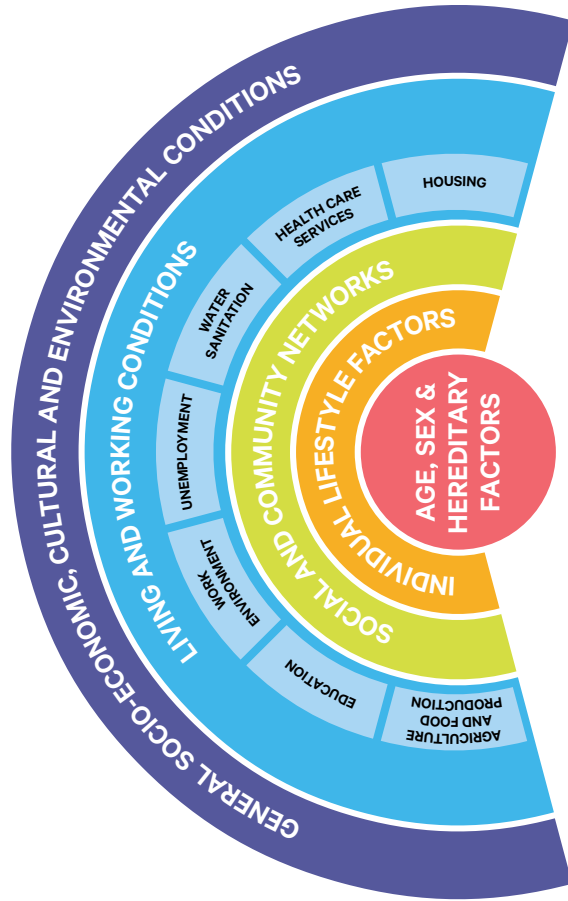 GENERAL SOCIO-ECONOMIC, CULTURAL AND ENVIRONMENTAL CONDITIONS
LIVING AND WORKING CONDITIONS
AGRICULTURE
AND FOOD
PRODUCTION
EDUCATION
WORK
ENVIRONMENT
UNEMPLOYMENT
WATER
SANITATION
HEALTH CARE
SERVICES
HOUSING
SOCIAL AND COMMUNITY NETWORKS
INDIVIDUAL LIFESTYLE FACTORS
AGE, SEX &
HEREDITARY
FACTORS